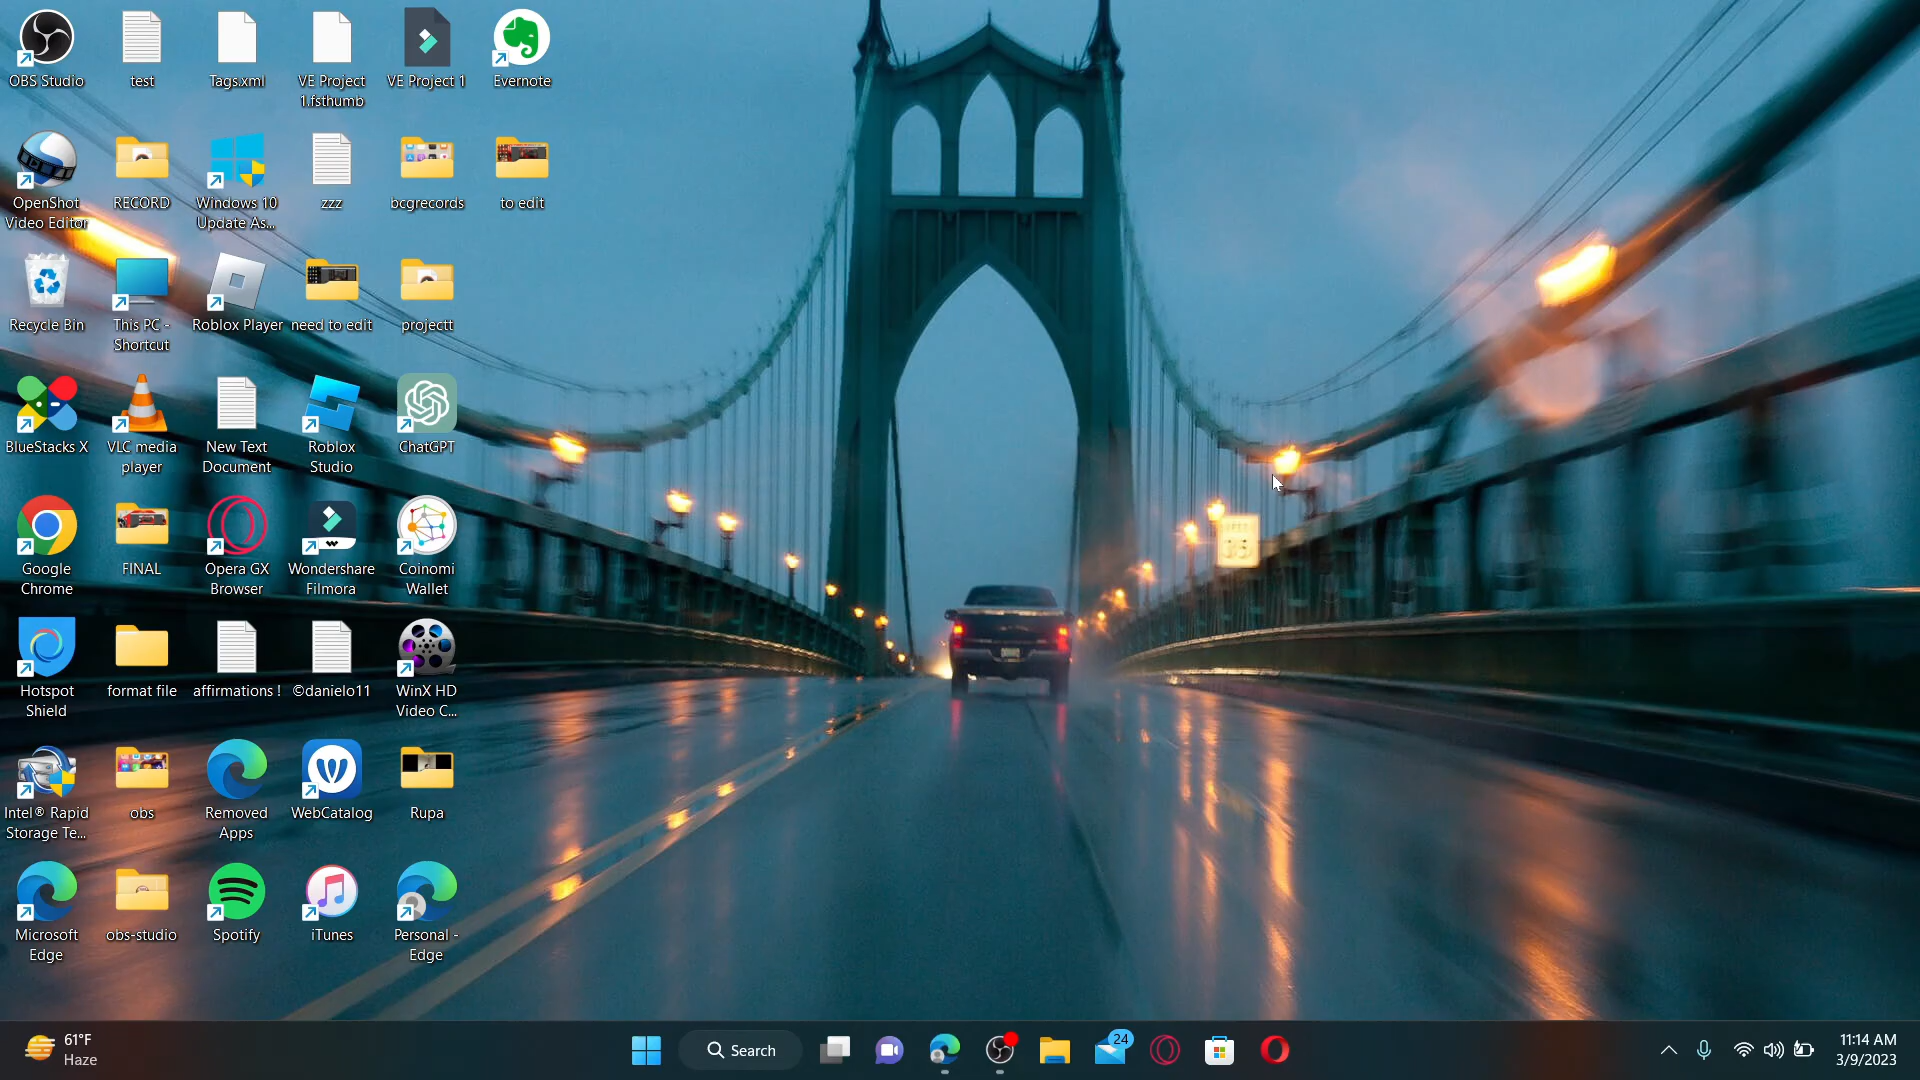 OBS Studio
test
Tags.xml
VE Project
1.fsthumb
VE Project 1
Evernote
OpenShot
Video Editor
RECORD
Windows 10
Update As...
zzz
bcgrecords
to edit
Recycle Bin
This PC -
Shortcut
Roblox Player
need to edit
projectt
BlueStacks X
VLC media
player
New Text
Document
Roblox
Studio
ChatGPT
Google
Chrome
FINAL
Opera GX
Browser
Wondershare
Filmora
Coinomi
Wallet
Hotspot
Shield
format file
affirmations !
©danielo11
WinX HD
Video C...
Intel® Rapid
Storage Te...
obs
Removed
Apps
WebCatalog
Rupa
Microsoft
Edge
obs-studio
Spotify
iTunes
Personal -
Edge
61°F
Haze
Search
24
11:14 AM
3/9/2023